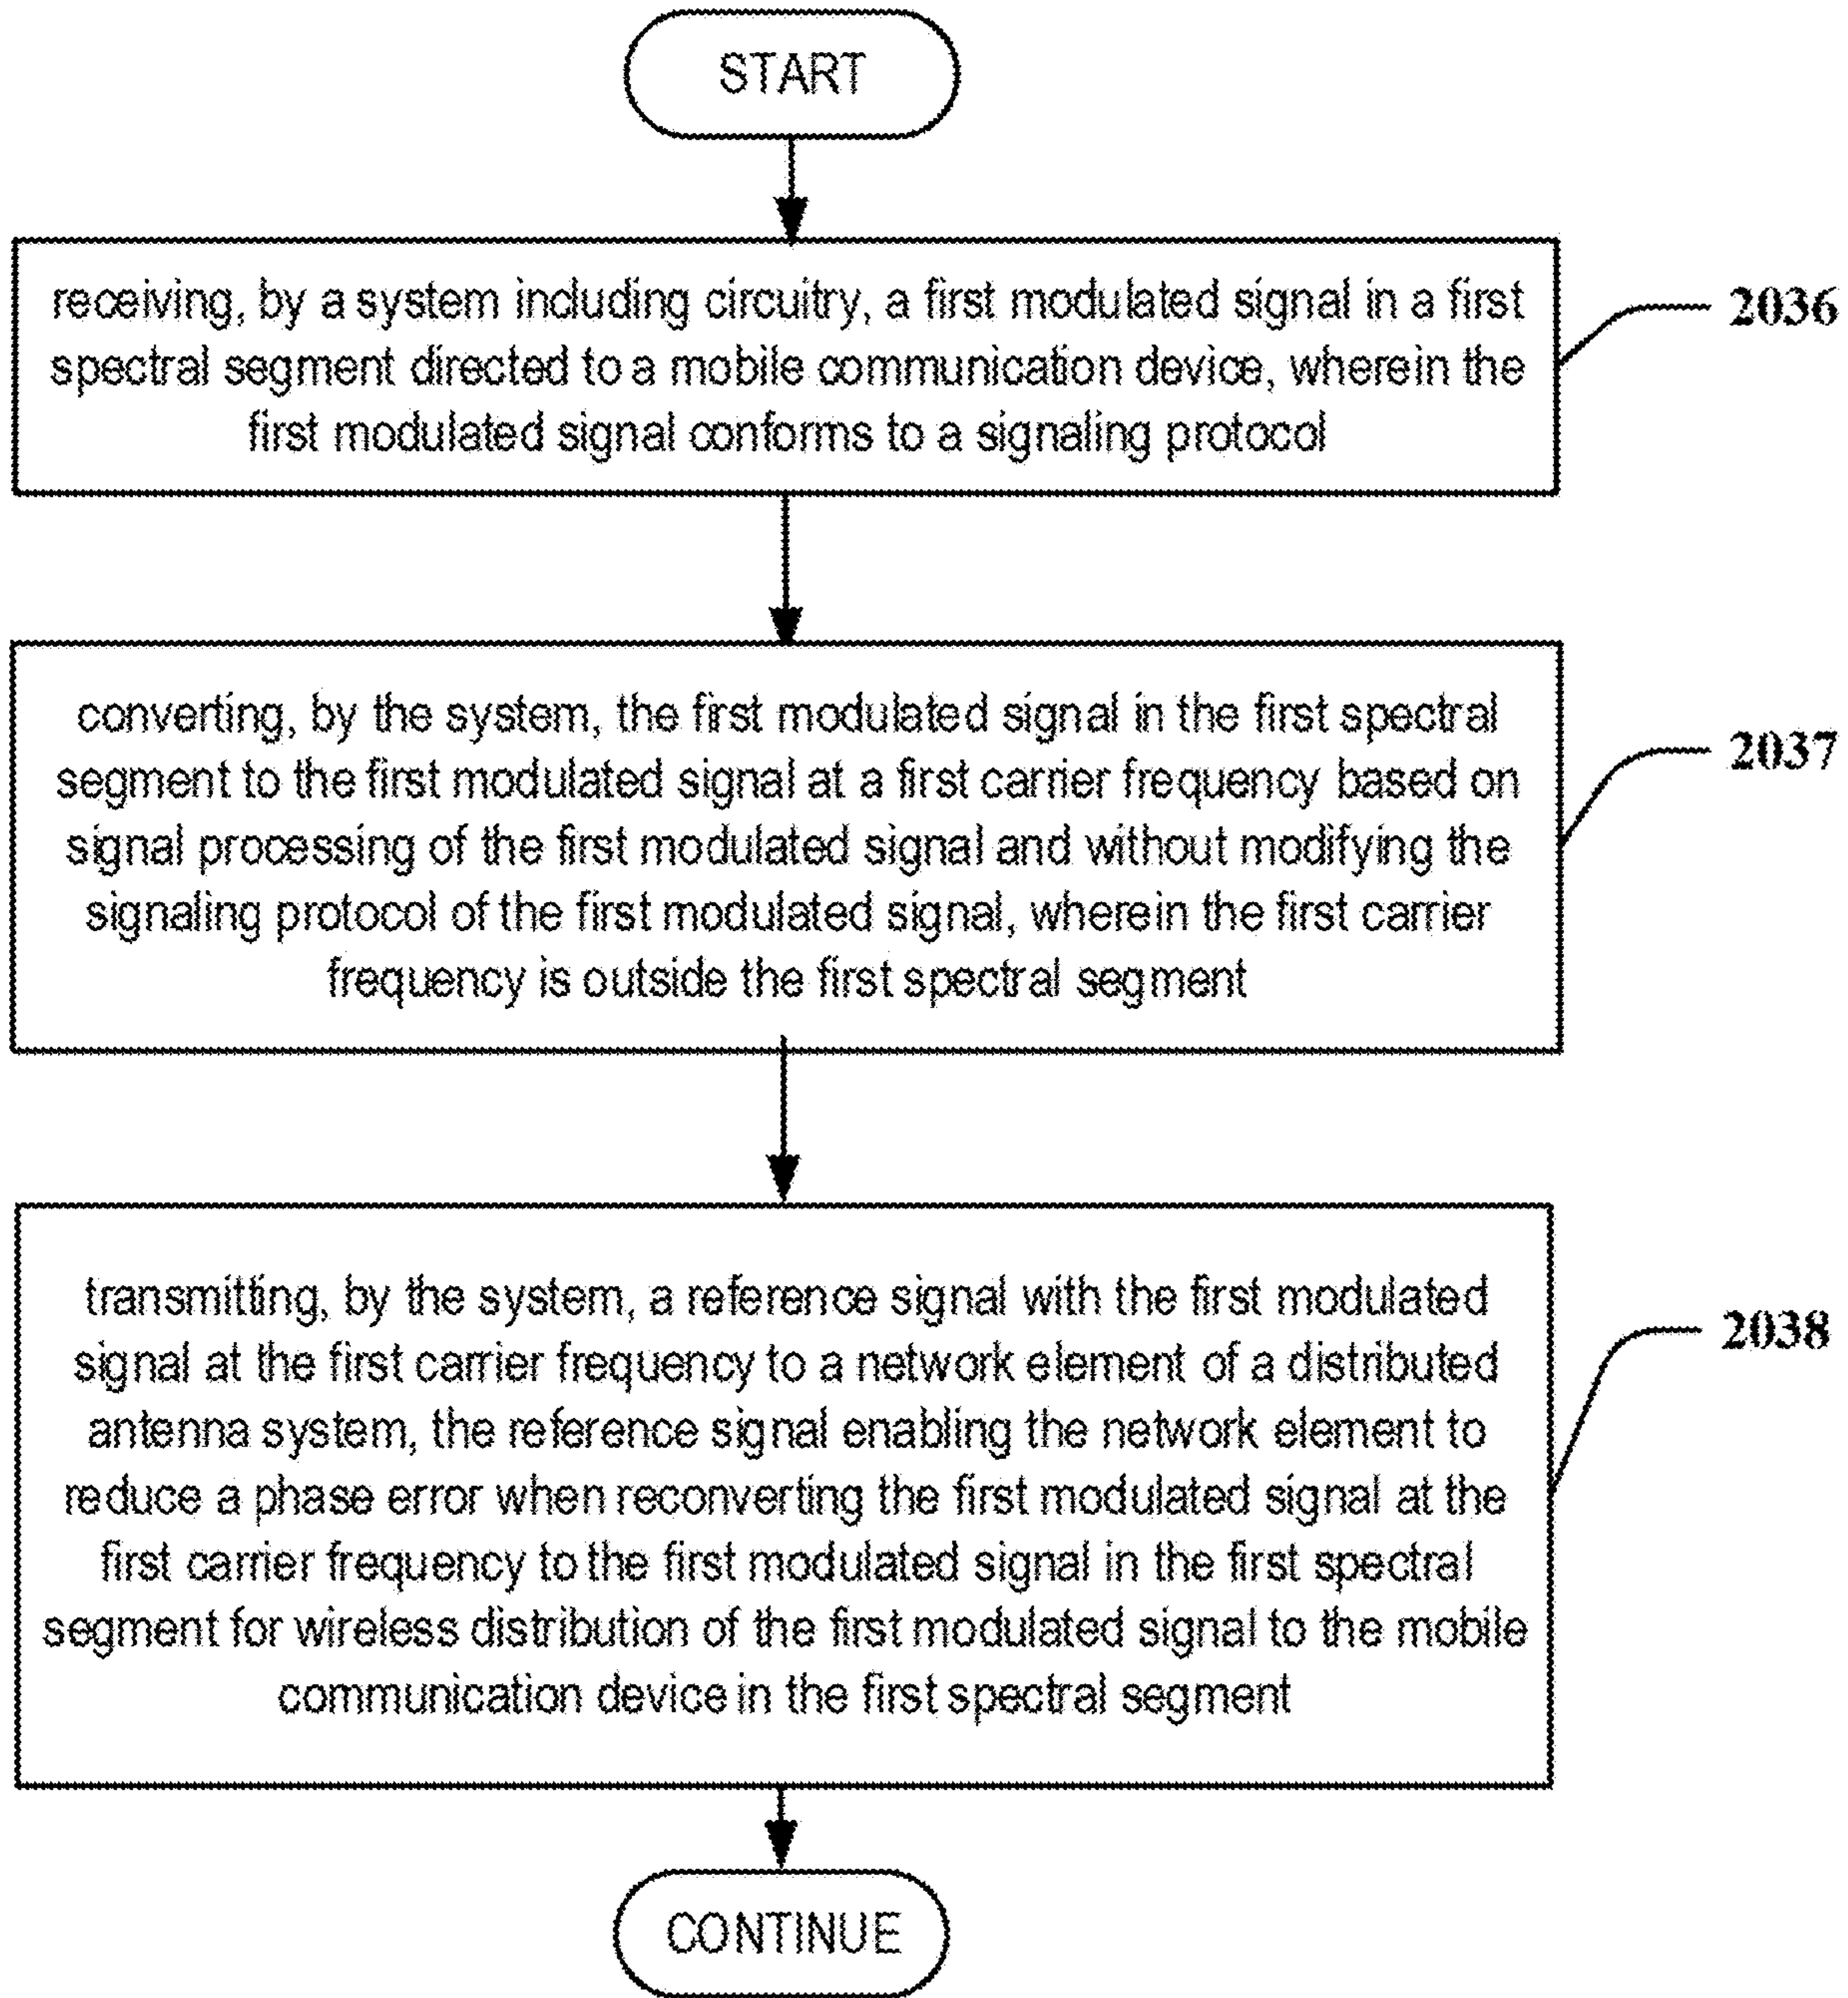 START
receiving, by a system including circuitry, a first modulated signal in a first
spectral segment directed to a mobile communication device, wherein the
first modulated signal conforms to a signaling protocol
2036
converting, by the system, the first modulated signal in the first spectral
segment to the first modulated signal at a first carrier frequency based on
signal processing of the first modulated signal and without modifying the
signaling protocol of the first modulated signal, wherein the first carrier
frequency is outside the first spectral segment
2037
transmitting, by the system, a reference signal with the first modulated
signal at the first carrier frequency to a network element of a distributed
antenna system, the reference signal enabling the network element to
reduce a phase error when reconverting the first modulated signal at the
first carrier frequency to the first modulated signal in the first spectral
segment for wireless distribution of the first modulated signal to the mobile
communication device in the first spectral segment
2038
CONTINUE